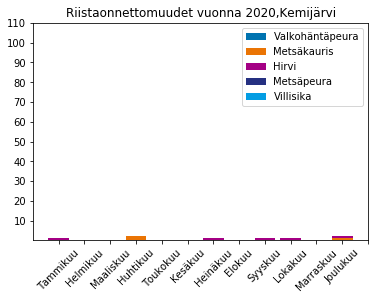 Riistaonnettomuudet vuonna 2020,Kemijärvi
110
100
90
80
70
60
50
40
30
20
10
Valkohäntäpeura
Metsäkauris
Hirvi
Metsäpeura
Villisika
Tammikuu
Helmikuu
Maaliskuu
Huhtikuu
Toukokuu
Kesäkuu
Heinäkuu
Elokuu
Syyskuu
Lokakuu
Marraskuu
Joulukuu